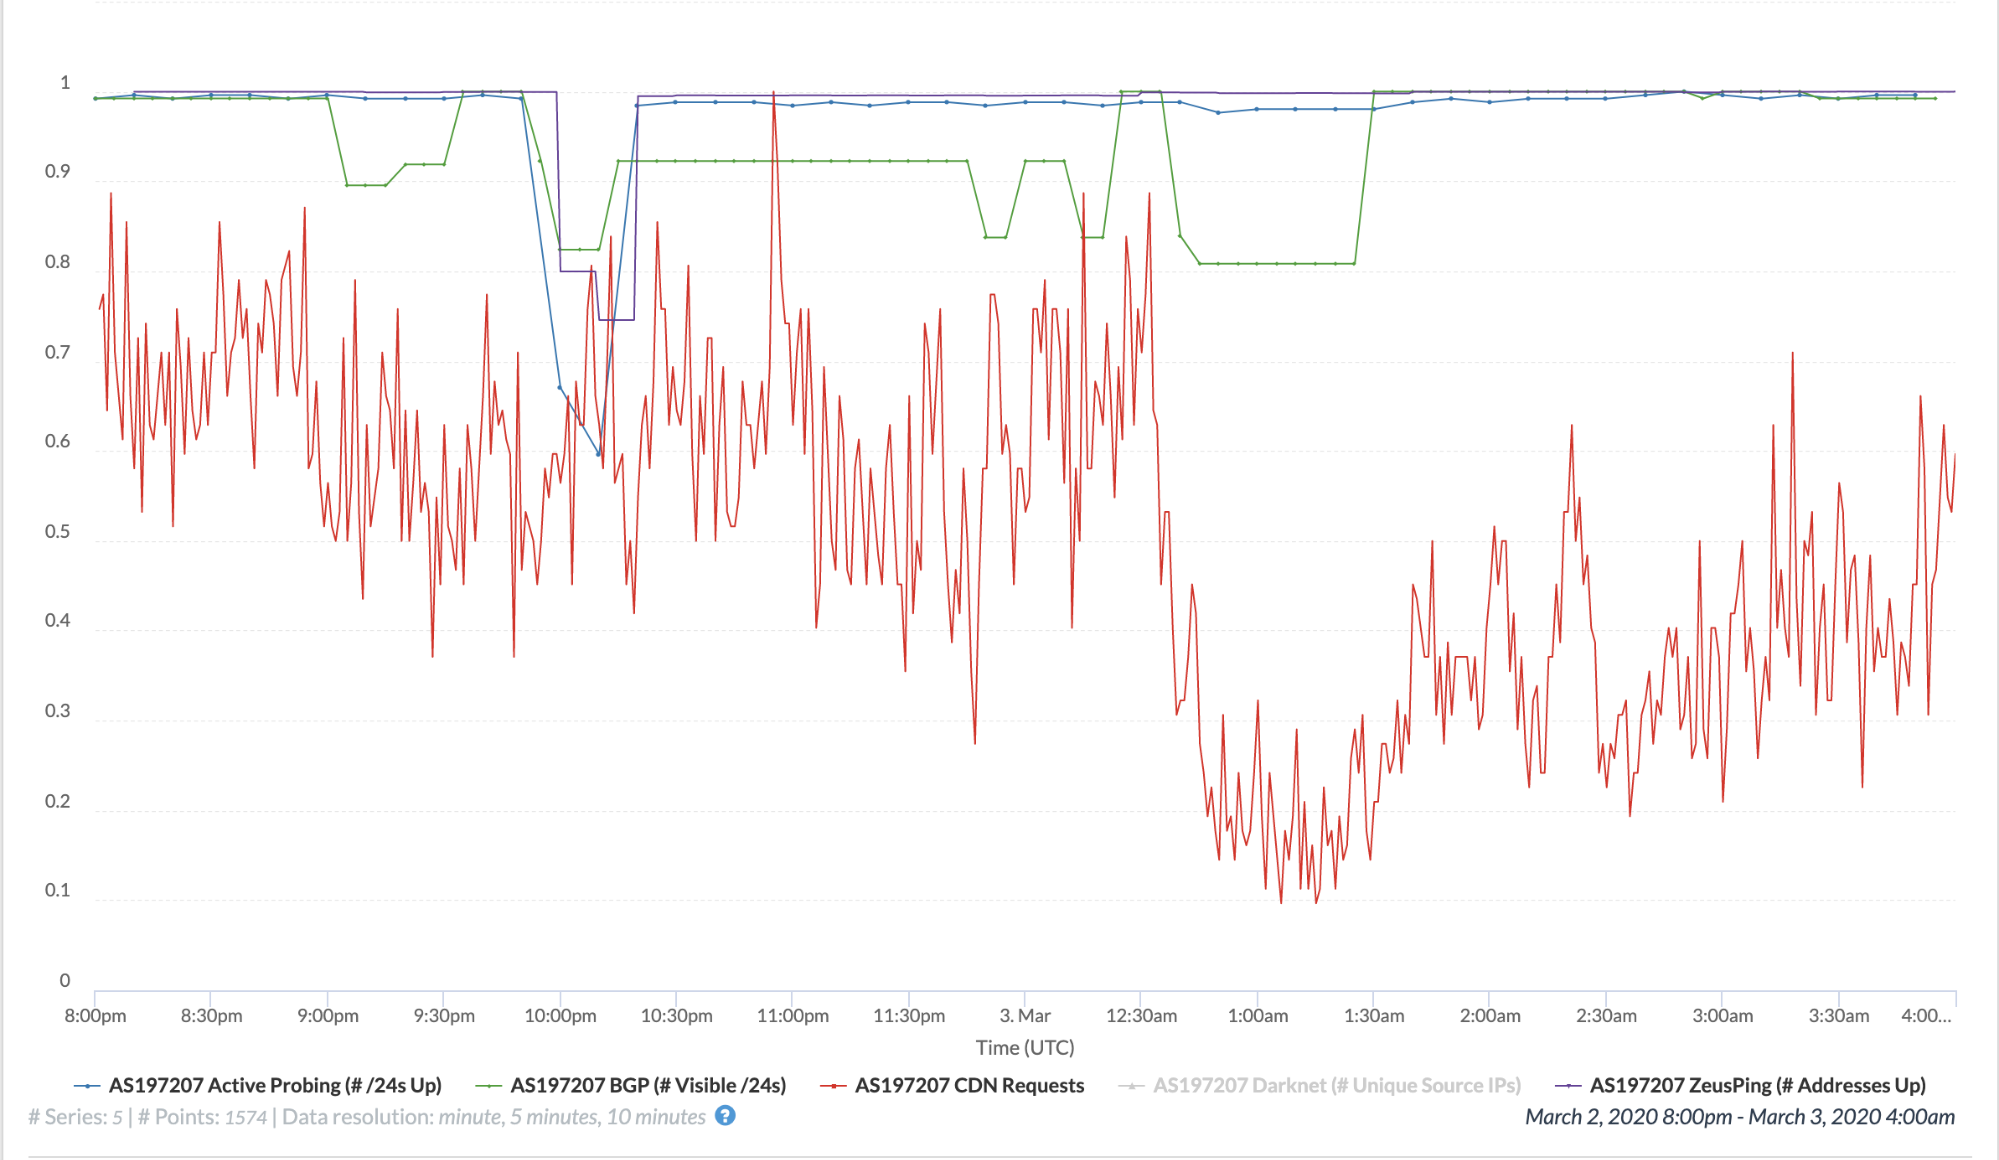 1
0.9
0.8
0.7
0.6
0.5
0.4
0.3
0.2
0.1
0
8:00pm 8:30pm 9:00pm 9:30pm 10:00pm 10:30pm 11:00pm 11:30pm 3. Mar 12:30am 1:00am 1:30am 2:00am 2:30am 3:00am 3:30am 4:00...
Time (UTC)
AS197207 Active Probing (# /24s Up) AS197207 BGP (# Visible /24s) AS197207 CDN Requests AS197207 Darknet (# Unique Source IPs) AS197207 ZeusPing (# Addresses Up)
# Series: 5 | # Points: 1574 | Data resolution: minute, 5 minutes, 10 minutes ? March 2, 2020 8:00pm - March 3, 2020 4:00am